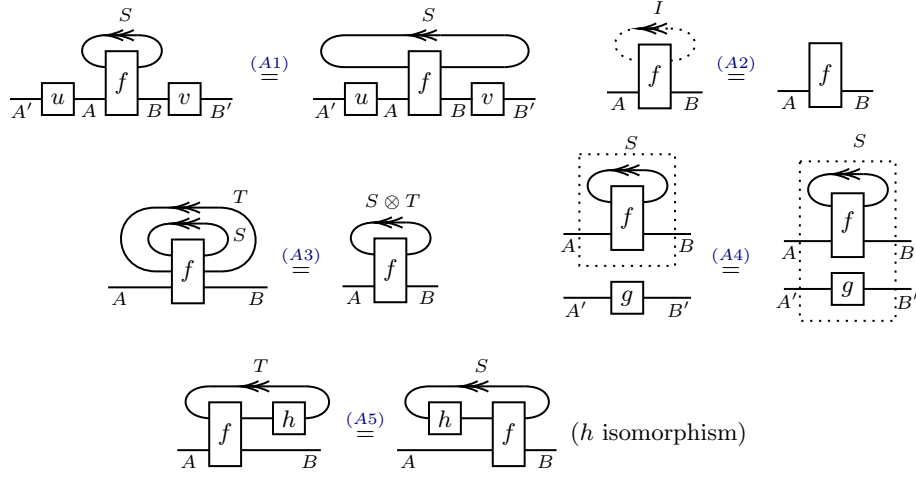 S
(A1)
=
f
u
v
A'
A
B
B'
S
f
u
v
A'
A
B
B'
I
f
A
B
(A2)
=
f
A
B
T
S
f
A
B
(A3)
=
S ⊗ T
f
A
B
S
f
A
B
g
A'
B'
(A4)
=
S
f
A
B
g
A'
B'
T
f
h
A
B
(A5)
=
S
h
f
A
B
(h isomorphism)